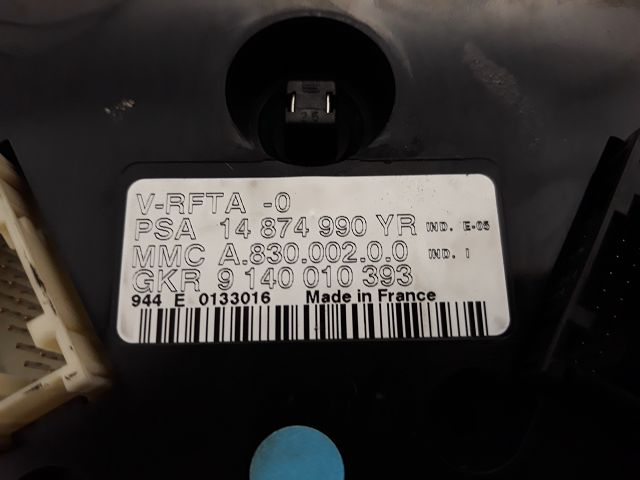 25
V-RFTA -0
PSA 14 874 990 YR IND. E-05
MMC A.830.002.0.0 IND. I
GKR 9 140 010 393
944 E 0133016 Made in France